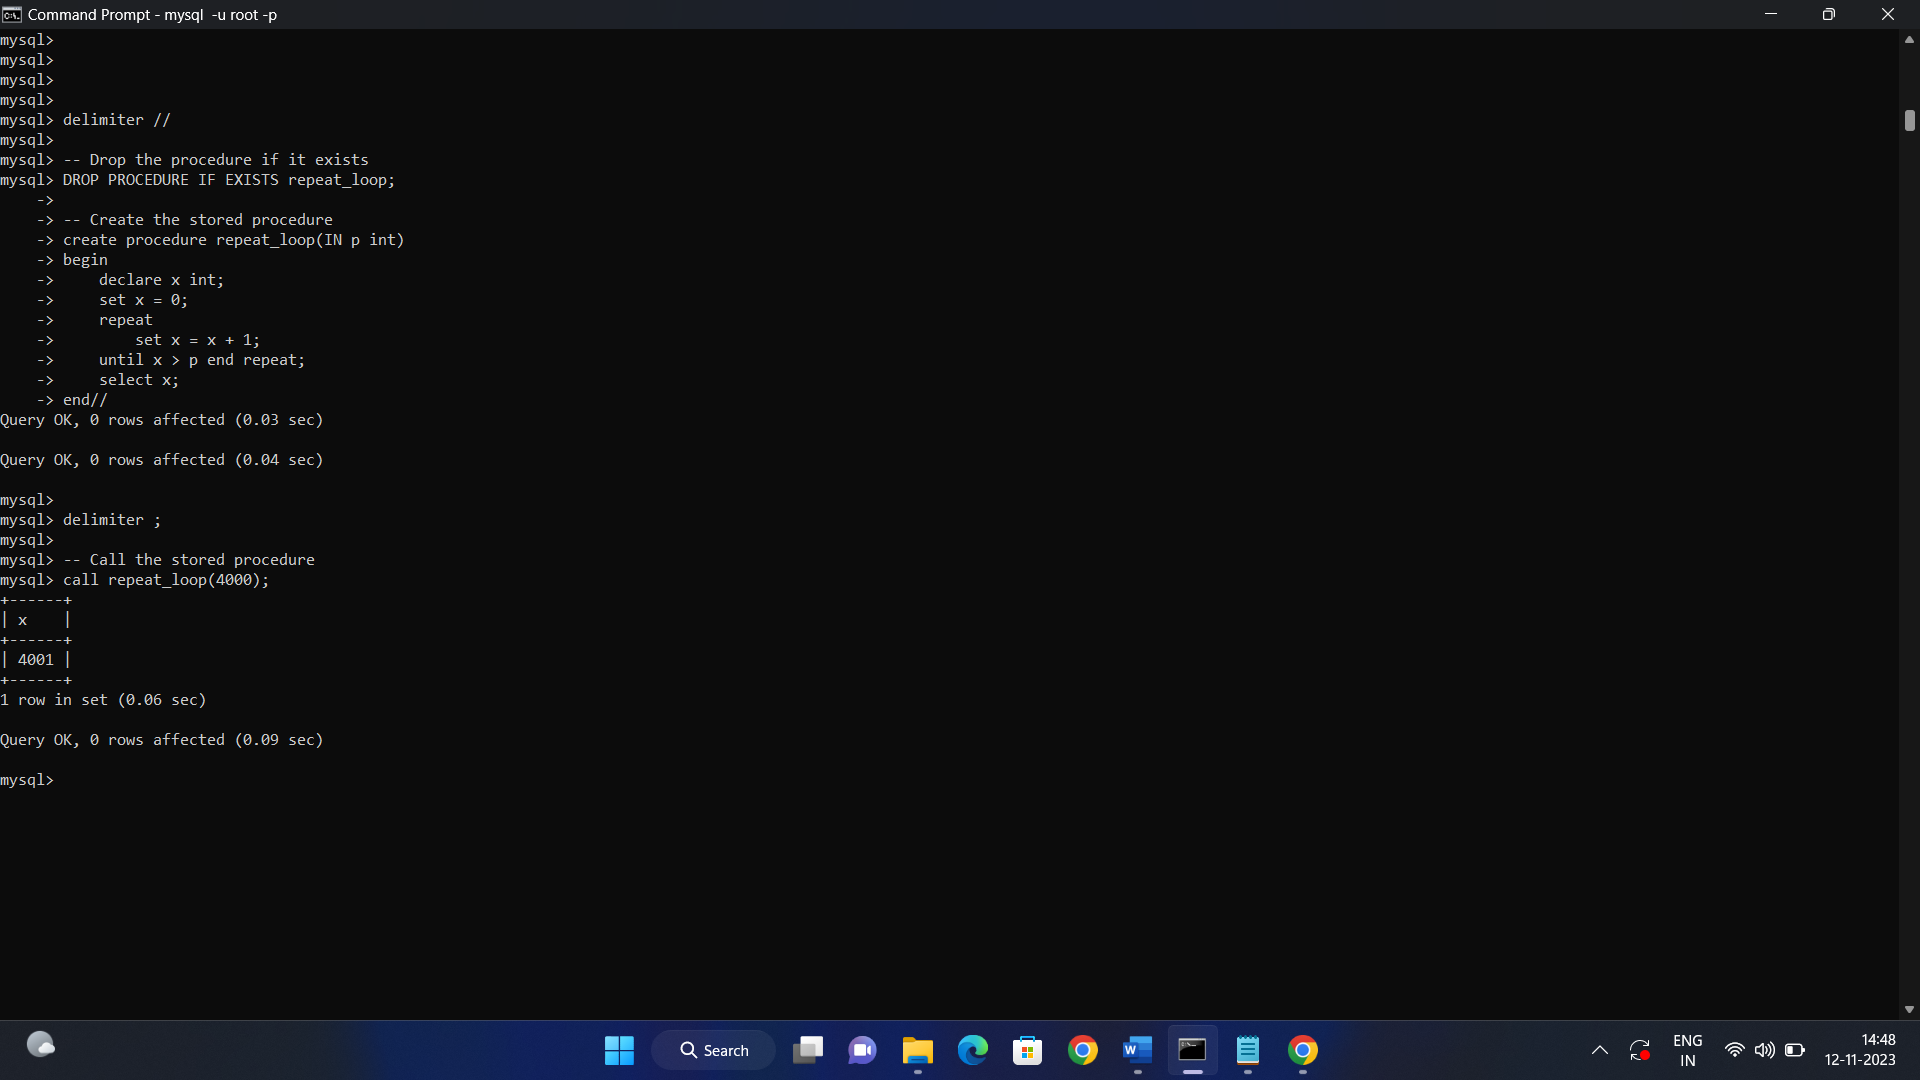 Command Prompt - mysql  -u root -p
mysql>
mysql>
mysql>
mysql>
mysql> delimiter //
mysql>
mysql> -- Drop the procedure if it exists
mysql> DROP PROCEDURE IF EXISTS repeat_loop;
    ->
    -> -- Create the stored procedure
    -> create procedure repeat_loop(IN p int)
    -> begin
    ->     declare x int;
    ->     set x = 0;
    ->     repeat
    ->         set x = x + 1;
    ->     until x > p end repeat;
    ->     select x;
    -> end//
Query OK, 0 rows affected (0.03 sec)
Query OK, 0 rows affected (0.04 sec)
mysql>
mysql> delimiter ;
mysql>
mysql> -- Call the stored procedure
mysql> call repeat_loop(4000);
+------+
| x    |
+------+
| 4001 |
+------+
1 row in set (0.06 sec)
Query OK, 0 rows affected (0.09 sec)
mysql>
Search
ENG
IN
14:48
12-11-2023